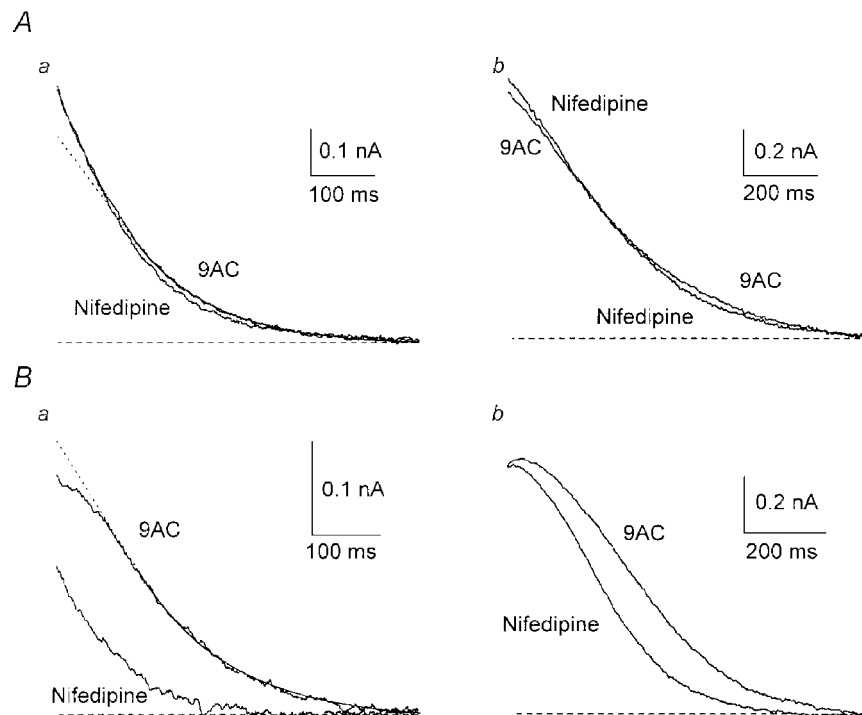 A
a
0.1 nA
100 ms
9AC
Nifedipine
b
Nifedipine
9AC
0.2 nA
200 ms
9AC
Nifedipine
B
a
0.1 nA
100 ms
9AC
Nifedipine
b
0.2 nA
200 ms
9AC
Nifedipine